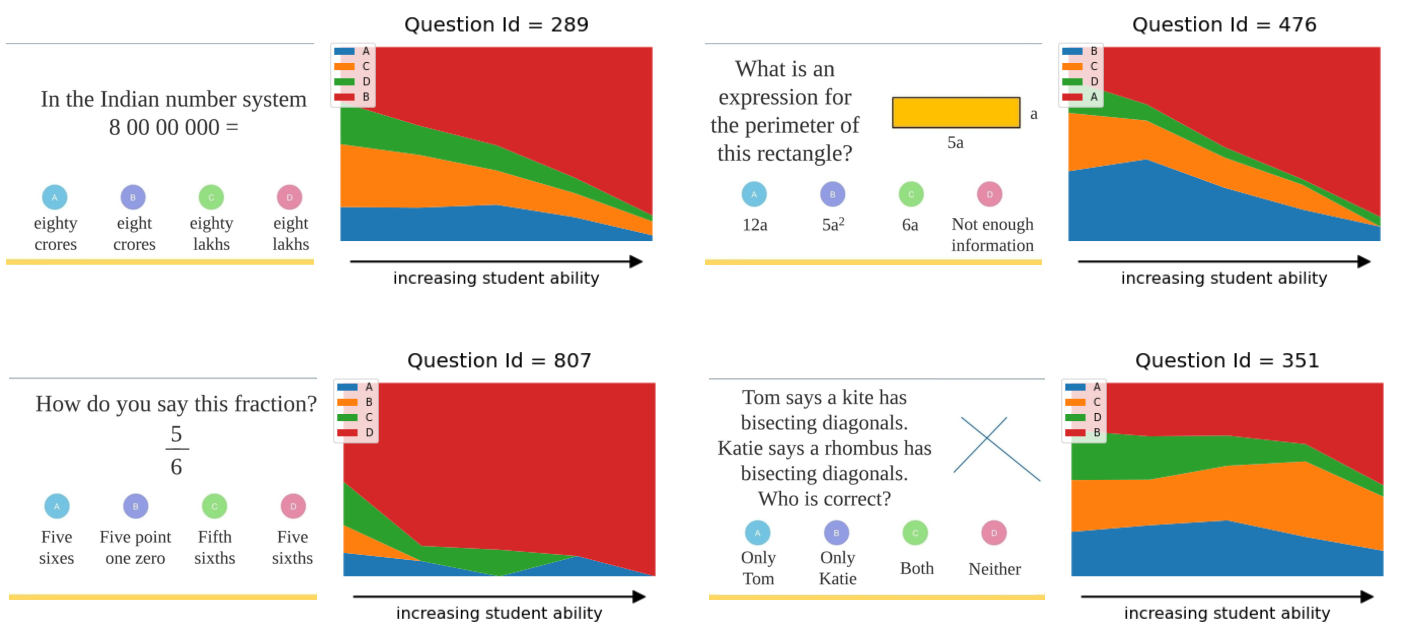 Question Id = 289
In the Indian number system
8 00 00 000 =
A
B
C
D
eighty crores
eight crores
eighty lakhs
eight lakhs
A
C
D
B
increasing student ability
Question Id = 476
What is an
expression for
the perimeter of
this rectangle?
a
5a
A
B
C
D
12a
5a²
6a
Not enough information
B
C
D
A
increasing student ability
Question Id = 807
How do you say this fraction?
5
6
A
B
C
D
Five sixes
Five point one zero
Fifth sixths
Five sixths
A
B
C
D
increasing student ability
Question Id = 351
Tom says a kite has
bisecting diagonals.
Katie says a rhombus has
bisecting diagonals.
Who is correct?
A
B
C
D
Only Tom
Only Katie
Both
Neither
A
C
D
B
increasing student ability